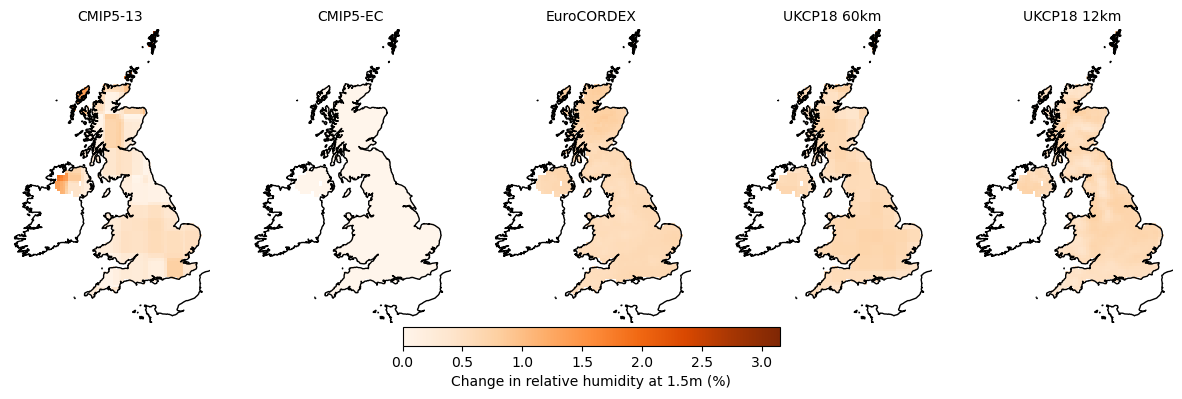 CMIP5-13
CMIP5-EC
EuroCORDEX
UKCP18 60km
UKCP18 12km
0.0 0.5 1.0 1.5 2.0 2.5 3.0
Change in relative humidity at 1.5m (%)